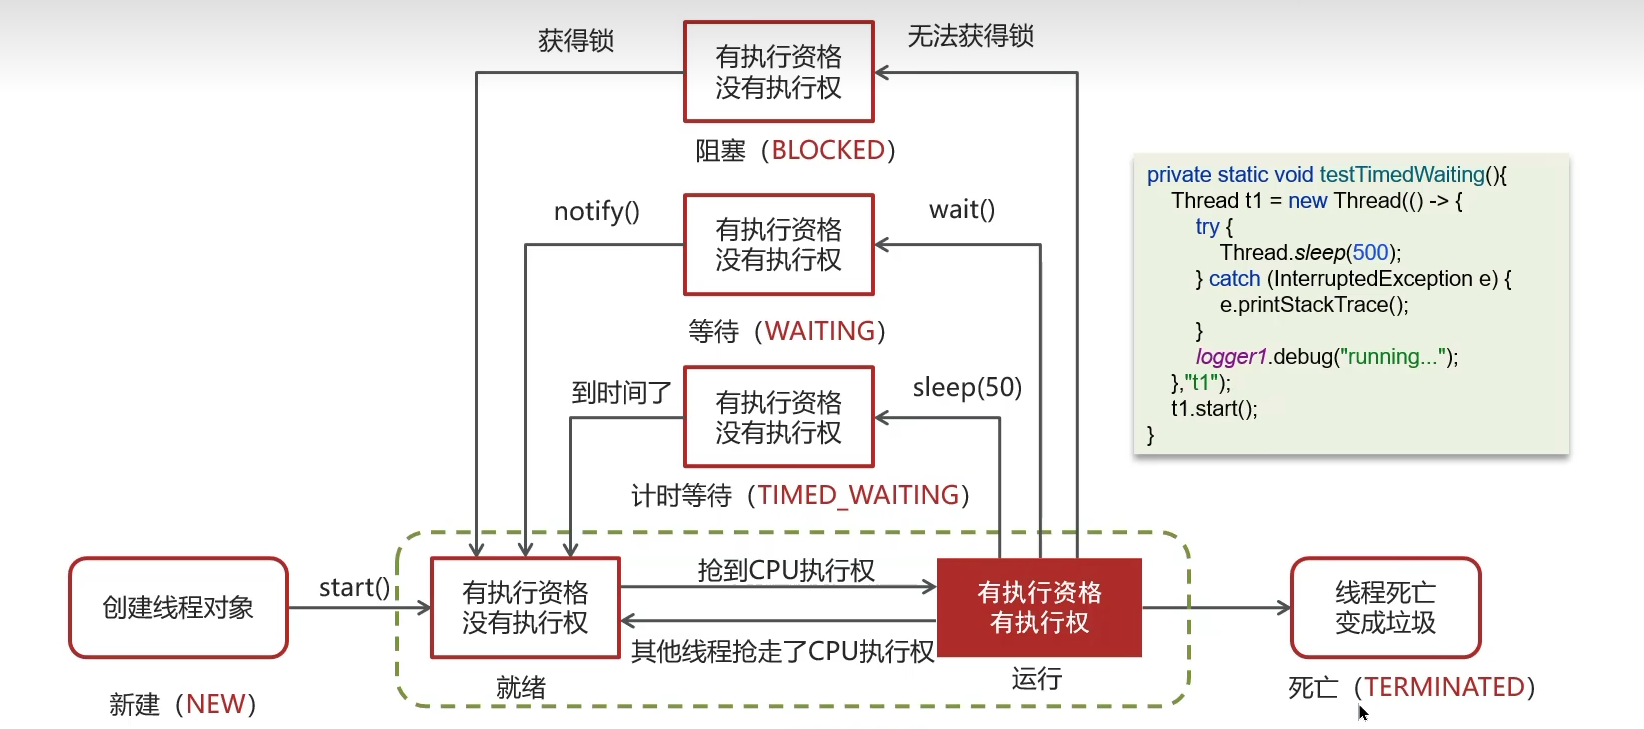 获得锁
有执行资格
没有执行权
无法获得锁
阻塞（BLOCKED）
notify()
有执行资格
没有执行权
wait()
等待（WAITING）
到时间了
有执行资格
没有执行权
sleep(50)
计时等待（TIMED_WAITING）
private static void testTimedWaiting(){
Thread t1 = new Thread(() -> {
try {
Thread.sleep(500);
} catch (InterruptedException e) {
e.printStackTrace();
}
logger1.debug("running...");
},"t1");
t1.start();
}
创建线程对象
新建（NEW）
start()
有执行资格
没有执行权
就绪
抢到CPU执行权
其他线程抢走了CPU执行权
有执行资格
有执行权
运行
线程死亡
变成垃圾
死亡（TERMINATED）